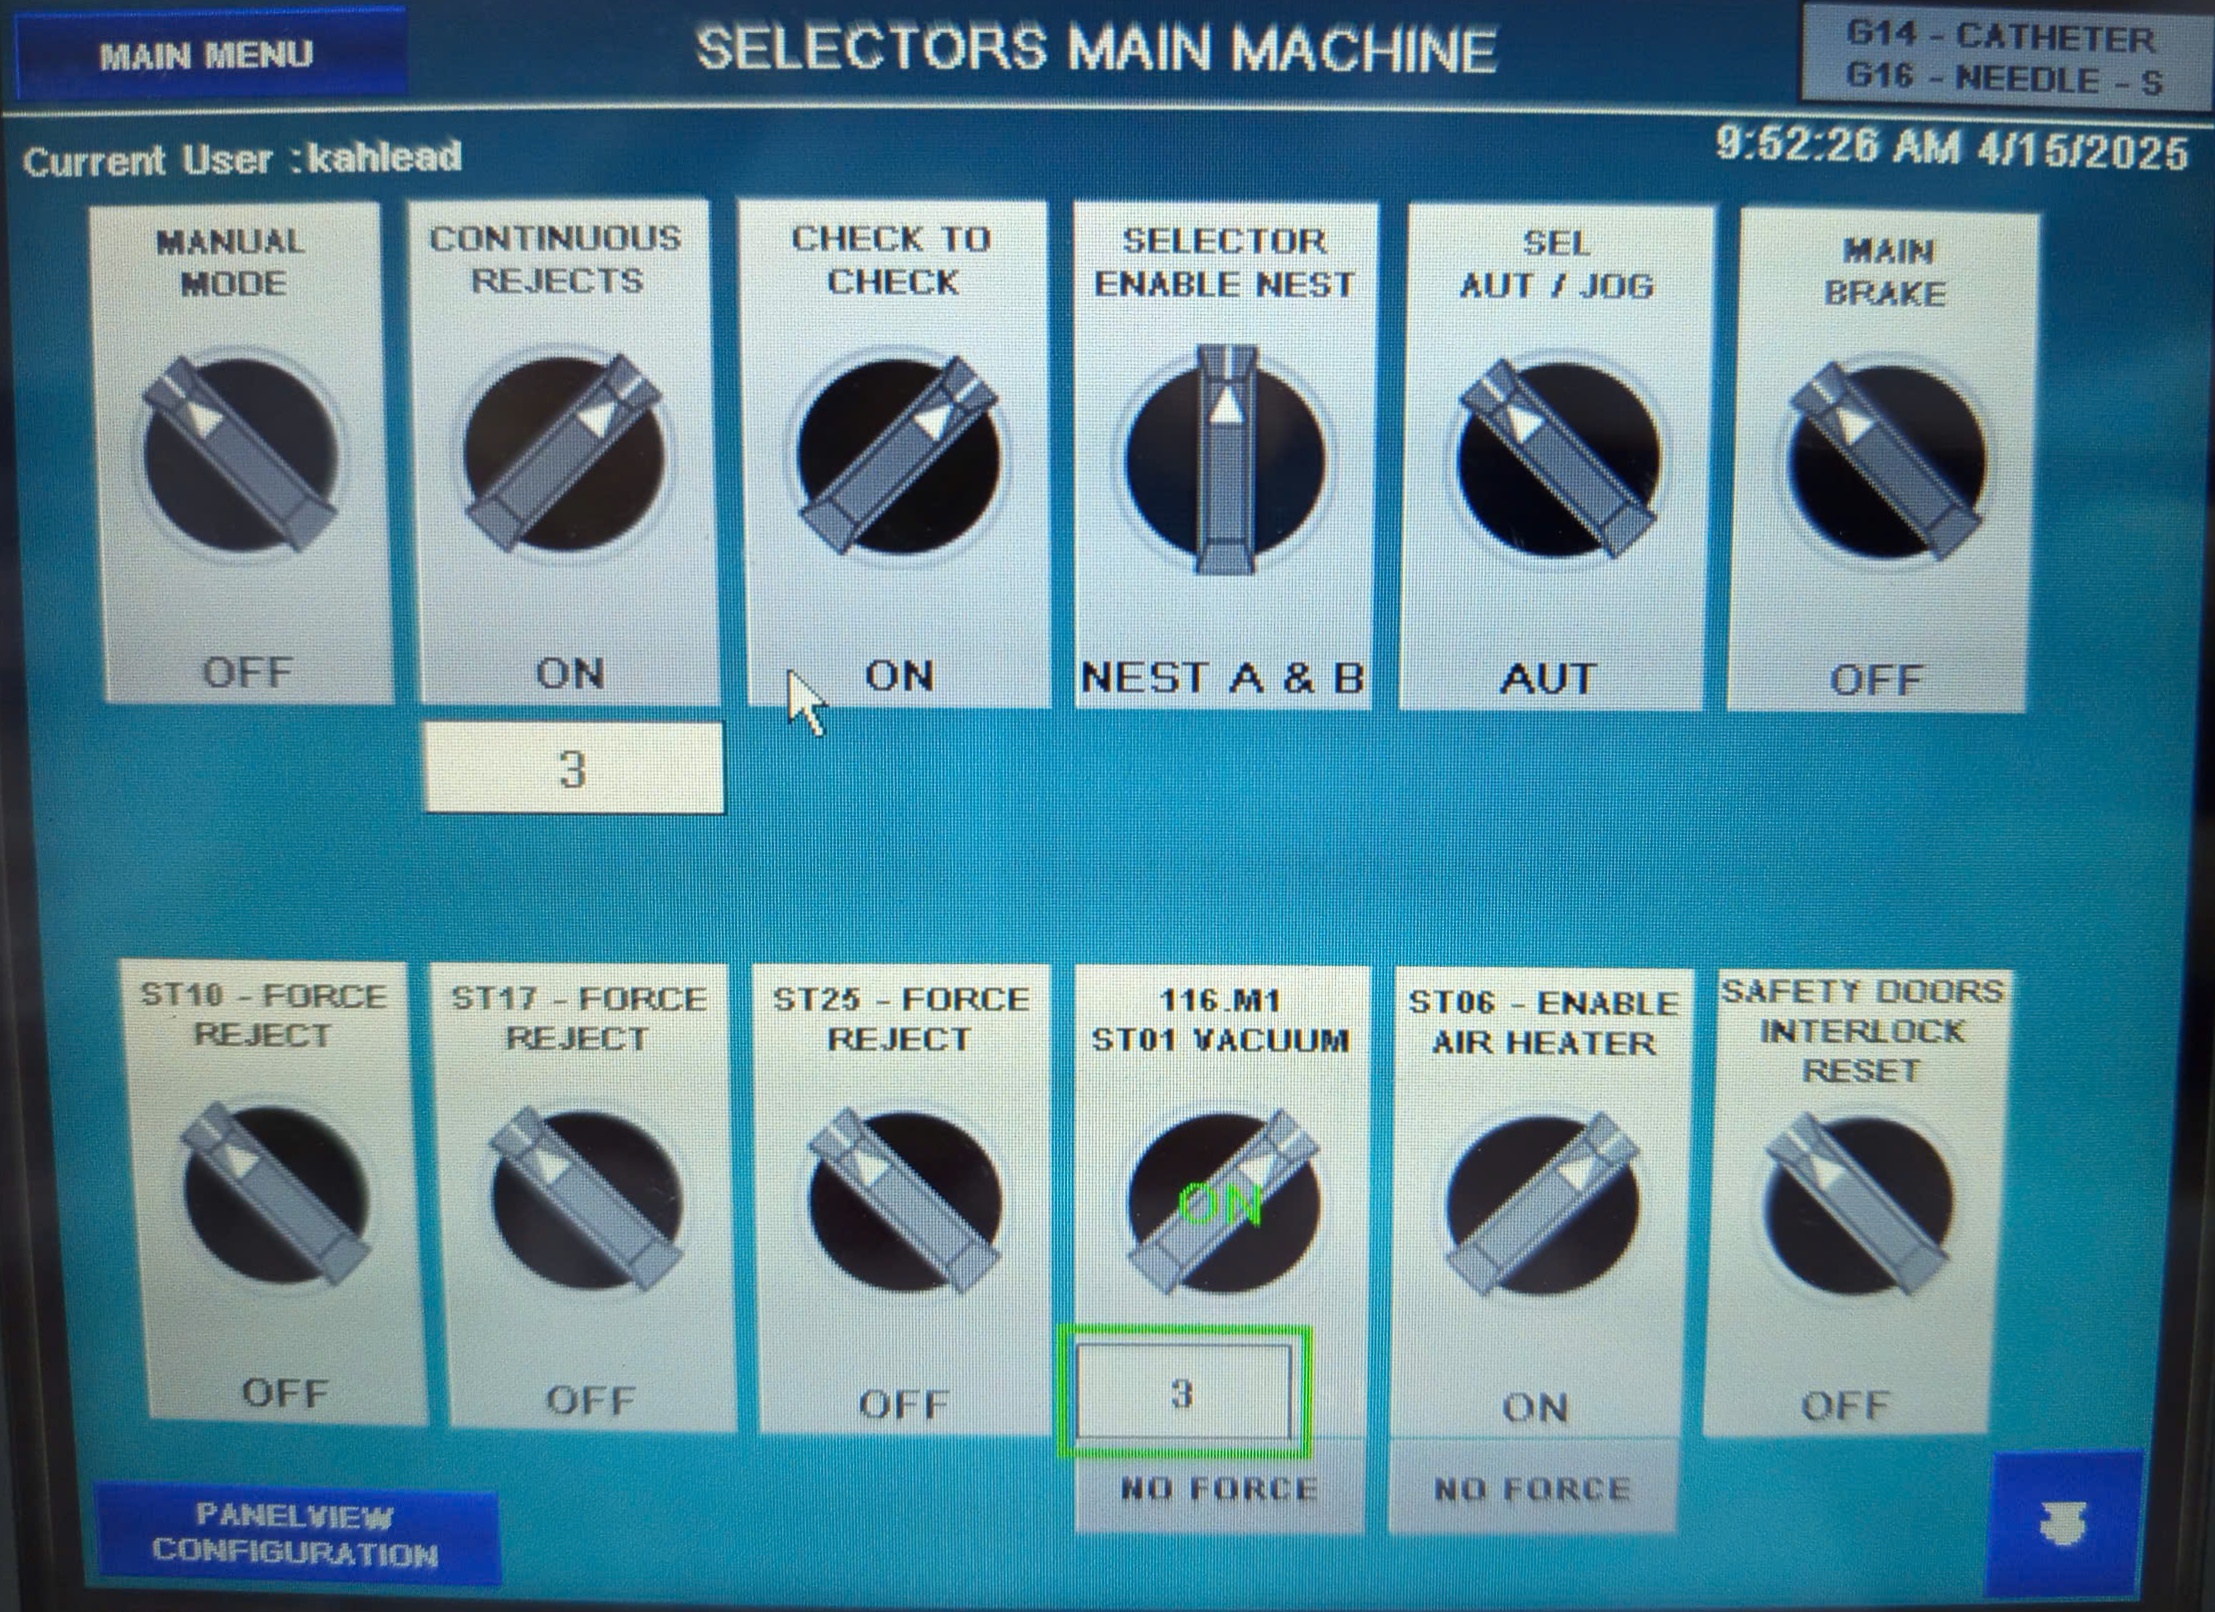 MAIN MENU
SELECTORS MAIN MACHINE
G14 - CATHETER
G16 - NEEDLE - S
Current User :kahlead
9:52:26 AM 4/15/2025
MANUAL
MODE
OFF
CONTINUOUS
REJECTS
ON
3
CHECK TO
CHECK
ON
SELECTOR
ENABLE NEST
NEST A & B
SEL
AUT / JOG
AUT
MAIN
BRAKE
OFF
ST10 - FORCE
REJECT
OFF
ST17 - FORCE
REJECT
OFF
ST25 - FORCE
REJECT
OFF
116.M1
ST01 VACUUM
ON
3
NO FORCE
ST06 - ENABLE
AIR HEATER
ON
NO FORCE
SAFETY DOORS
INTERLOCK
RESET
OFF
PANELVIEW
CONFIGURATION